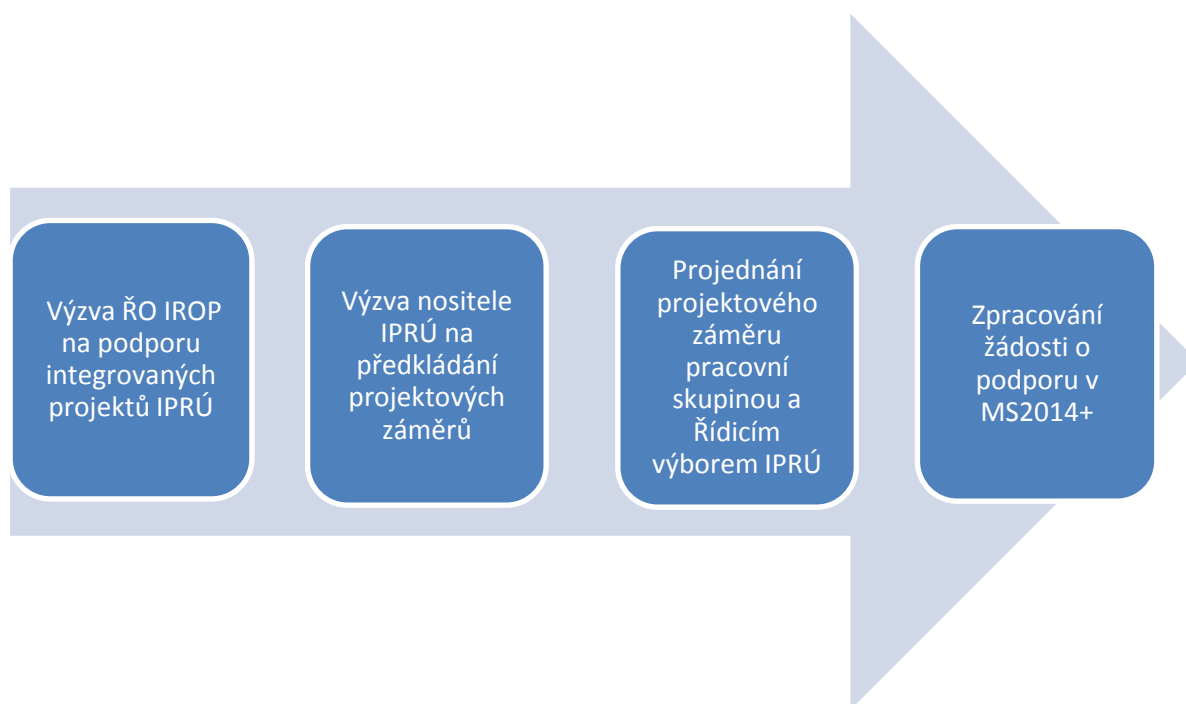 Výzva ŘO IROP
na podporu
integrovaných
projektů IPRÚ
Výzva nositele
IPRÚ na
předkládání
projektových
záměrů
Projednání
projektového
záměru
pracovní
skupinou a
Řídicím
výborem IPRÚ
Zpracování
žádosti o
podporu v
MS2014+